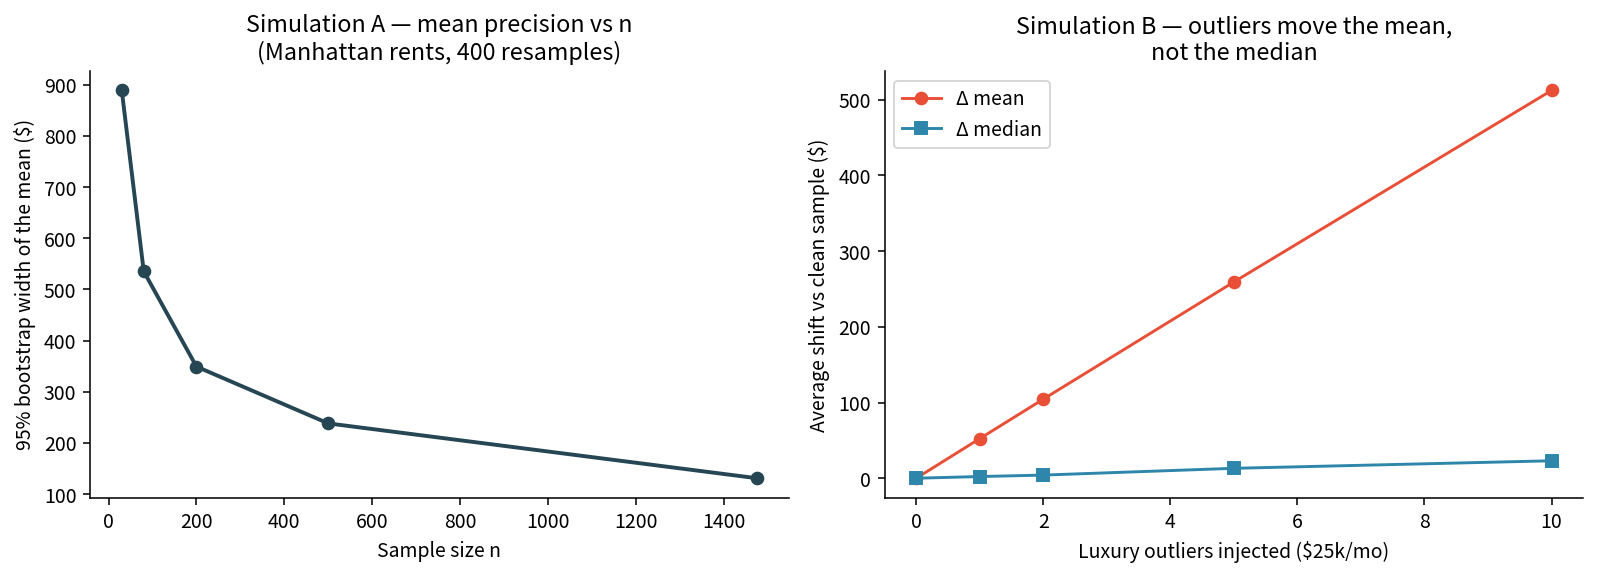 Simulation A — mean precision vs n
(Manhattan rents, 400 resamples)
95% bootstrap width of the mean ($)
900
800
700
600
500
400
300
200
100
0
200
400
600
800
1000
1200
1400
Sample size n
Simulation B — outliers move the mean,
not the median
Δ mean
Δ median
Average shift vs clean sample ($)
500
400
300
200
100
0
0
2
4
6
8
10
Luxury outliers injected ($25k/mo)